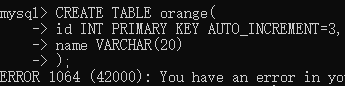 mysql> CREATE TABLE orange(
    -> id INT PRIMARY KEY AUTO_INCREMENT=3,
    -> name VARCHAR(20)
    -> );
ERROR 1064 (42000): You have an error in yo